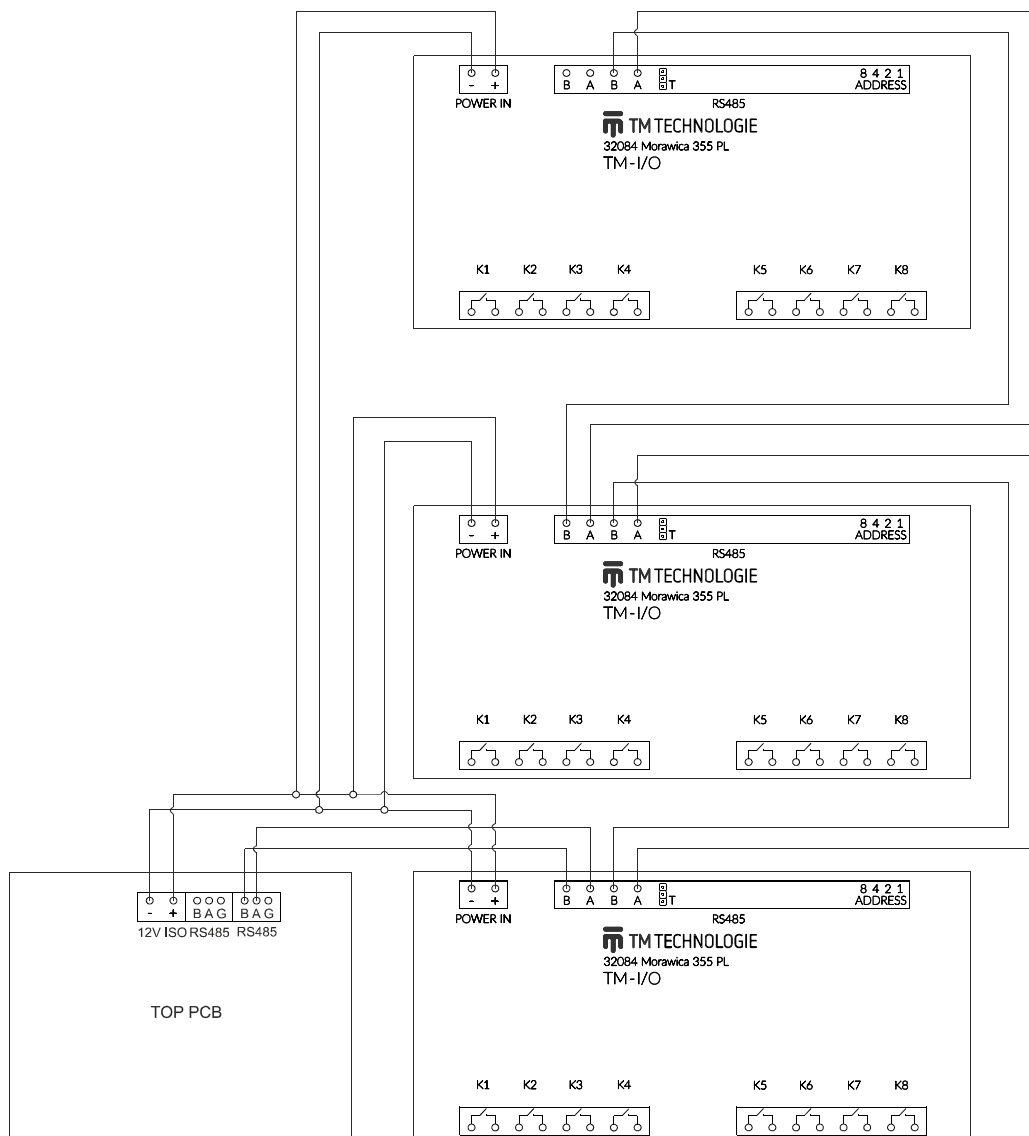 - +
POWER IN
B A B A T
8 4 2 1
ADDRESS
RS485
TM TECHNOLOGIE
32084 Morawica 355 PL
TM-I/O
K1 K2 K3 K4 K5 K6 K7 K8
- +
POWER IN
B A B A T
8 4 2 1
ADDRESS
RS485
TM TECHNOLOGIE
32084 Morawica 355 PL
TM-I/O
K1 K2 K3 K4 K5 K6 K7 K8
- + B A G B A G
12V ISO RS485 RS485
TOP PCB
- +
POWER IN
B A B A T
8 4 2 1
ADDRESS
RS485
TM TECHNOLOGIE
32084 Morawica 355 PL
TM-I/O
K1 K2 K3 K4 K5 K6 K7 K8